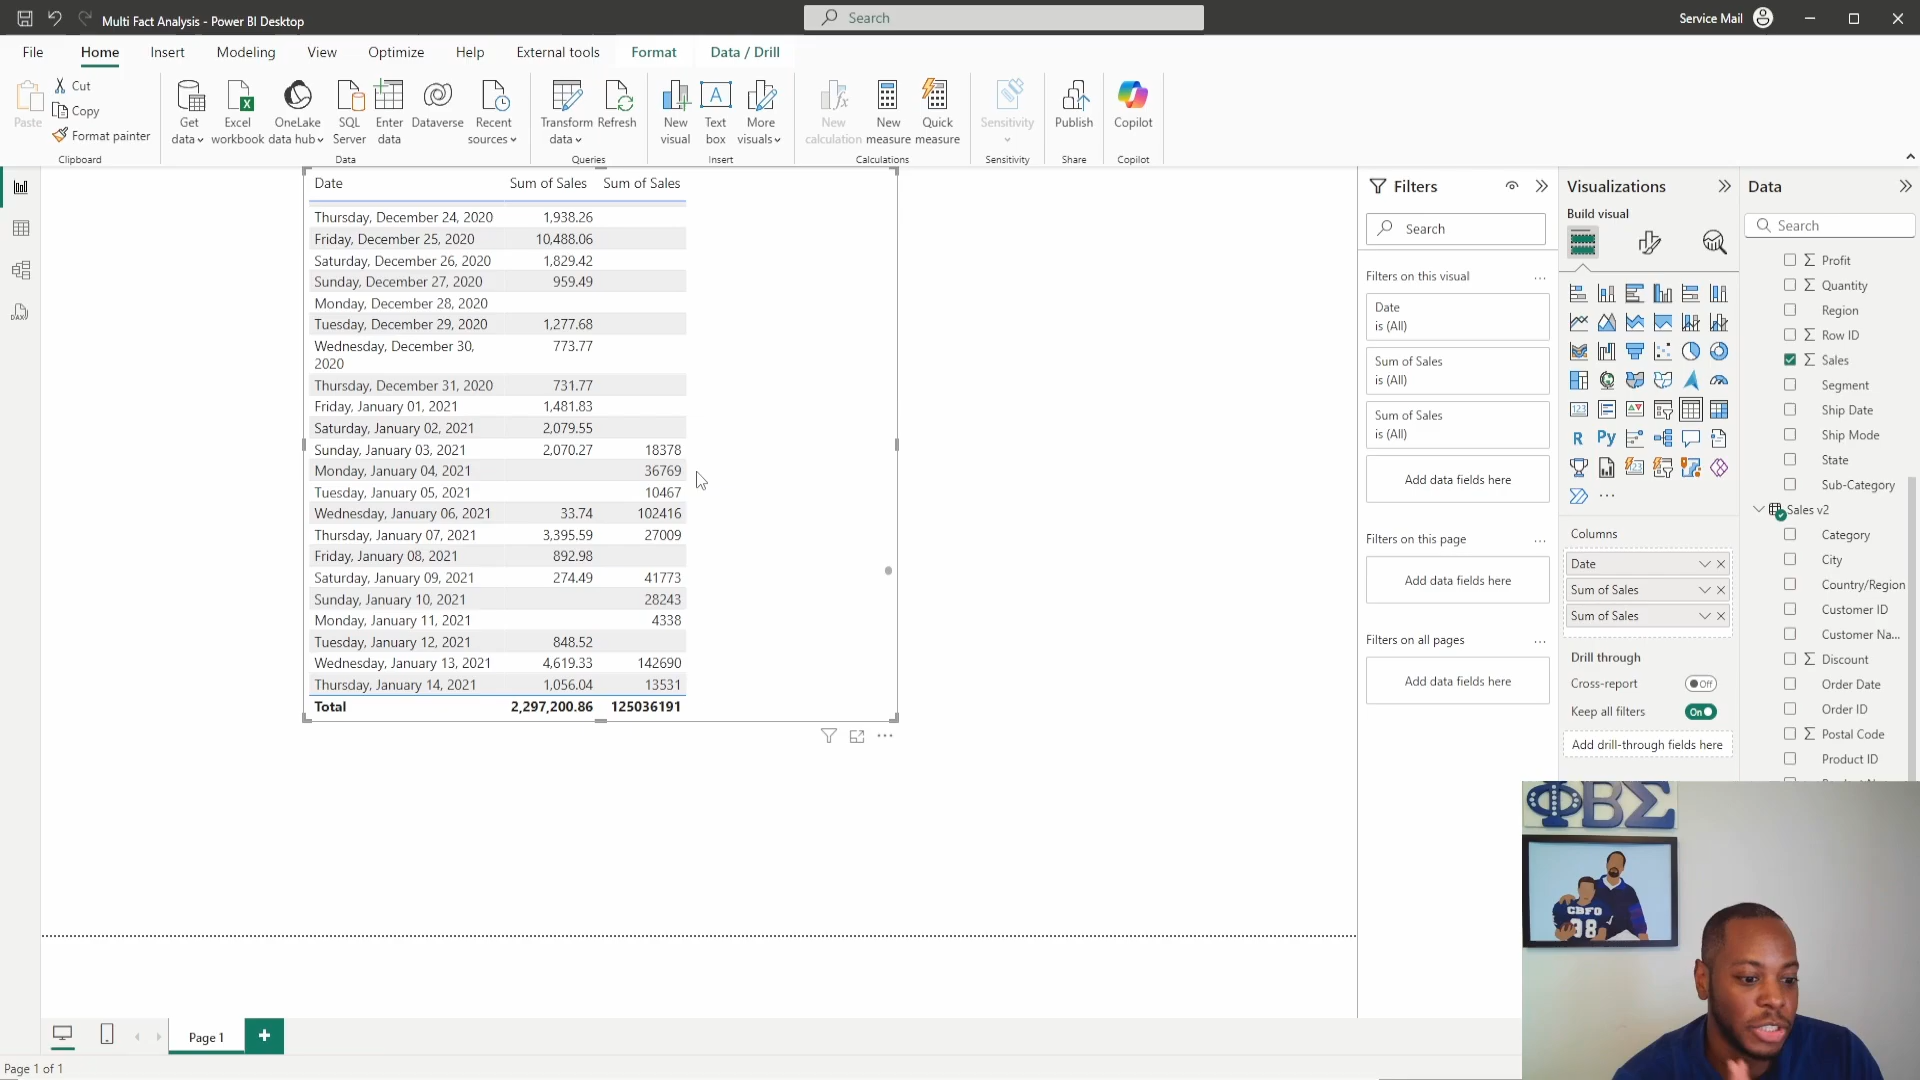 Multi Fact Analysis - Power BI Desktop
Search
Service Mail
File
Home
Insert
Modeling
View
Optimize
Help
External tools
Format
Data / Drill
Paste
Cut
Copy
Format painter
Clipboard
Get
data
Excel
workbook
OneLake
data hub
SQL
Server
Enter
data
Dataverse
Recent
sources
Data
Transform
data
Refresh
Queries
New
visual
Text
box
More
visuals
Insert
New
calculation
New
measure
Quick
measure
Calculations
Sensitivity
Sensitivity
Publish
Share
Copilot
Copilot
Date Sum of Sales Sum of Sales
Thursday, December 24, 2020 1,938.26
Friday, December 25, 2020 10,488.06
Saturday, December 26, 2020 1,829.42
Sunday, December 27, 2020 959.49
Monday, December 28, 2020
Tuesday, December 29, 2020 1,277.68
Wednesday, December 30, 773.77
2020
Thursday, December 31, 2020 731.77
Friday, January 01, 2021 1,481.83
Saturday, January 02, 2021 2,079.55
Sunday, January 03, 2021 2,070.27 18378
Monday, January 04, 2021 36769
Tuesday, January 05, 2021 10467
Wednesday, January 06, 2021 33.74 102416
Thursday, January 07, 2021 3,395.59 27009
Friday, January 08, 2021 892.98
Saturday, January 09, 2021 274.49 41773
Sunday, January 10, 2021 28243
Monday, January 11, 2021 4338
Tuesday, January 12, 2021 848.52
Wednesday, January 13, 2021 4,619.33 142690
Thursday, January 14, 2021 1,056.04 13531
Total 2,297,200.86 125036191
Filters
Search
Filters on this visual
Date
is (All)
Sum of Sales
is (All)
Sum of Sales
is (All)
Add data fields here
Filters on this page
Add data fields here
Filters on all pages
Add data fields here
Visualizations
Build visual
123
R
Py
Columns
Date
Sum of Sales
Sum of Sales
Drill through
Cross-report
Off
Keep all filters
On
Add drill-through fields here
Data
Search
Profit
Quantity
Region
Row ID
Sales
Segment
Ship Date
Ship Mode
State
Sub-Category
Sales v2
Category
City
Country/Region
Customer ID
Customer Na...
Discount
Order Date
Order ID
Postal Code
Product ID
ΦΒΣ
CBFO
98
Page 1
Page 1 of 1